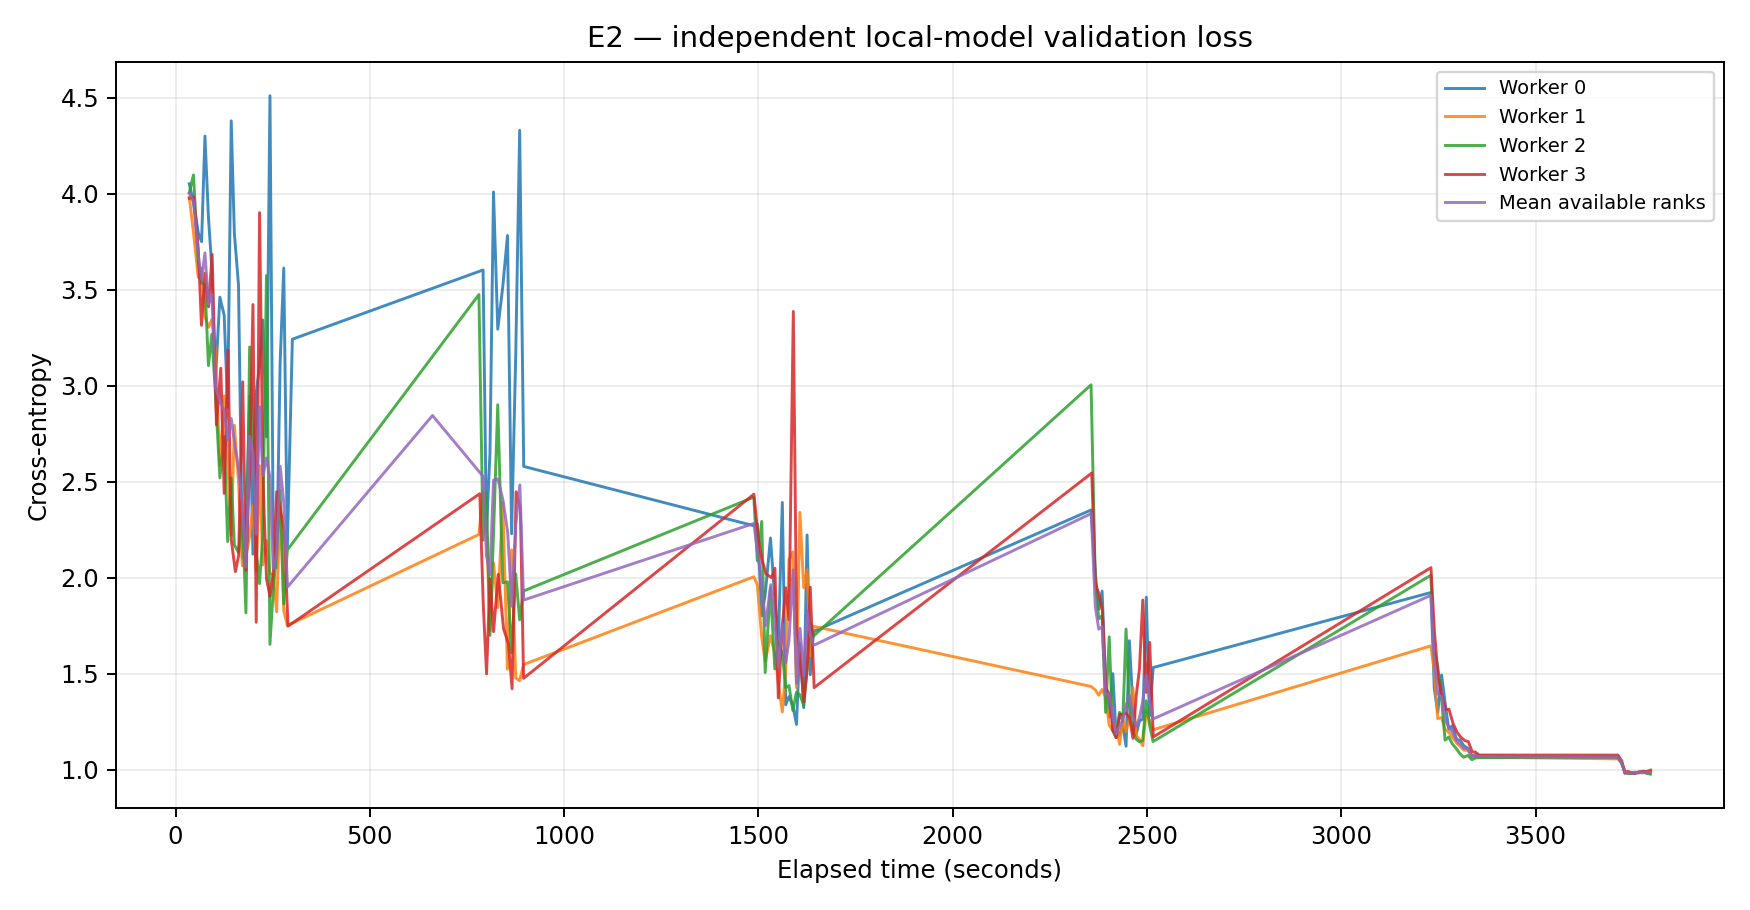 E2 — independent local-model validation loss
Worker 0
Worker 1
Worker 2
Worker 3
Mean available ranks
Cross-entropy
4.5
4.0
3.5
3.0
2.5
2.0
1.5
1.0
0 500 1000 1500 2000 2500 3000 3500
Elapsed time (seconds)